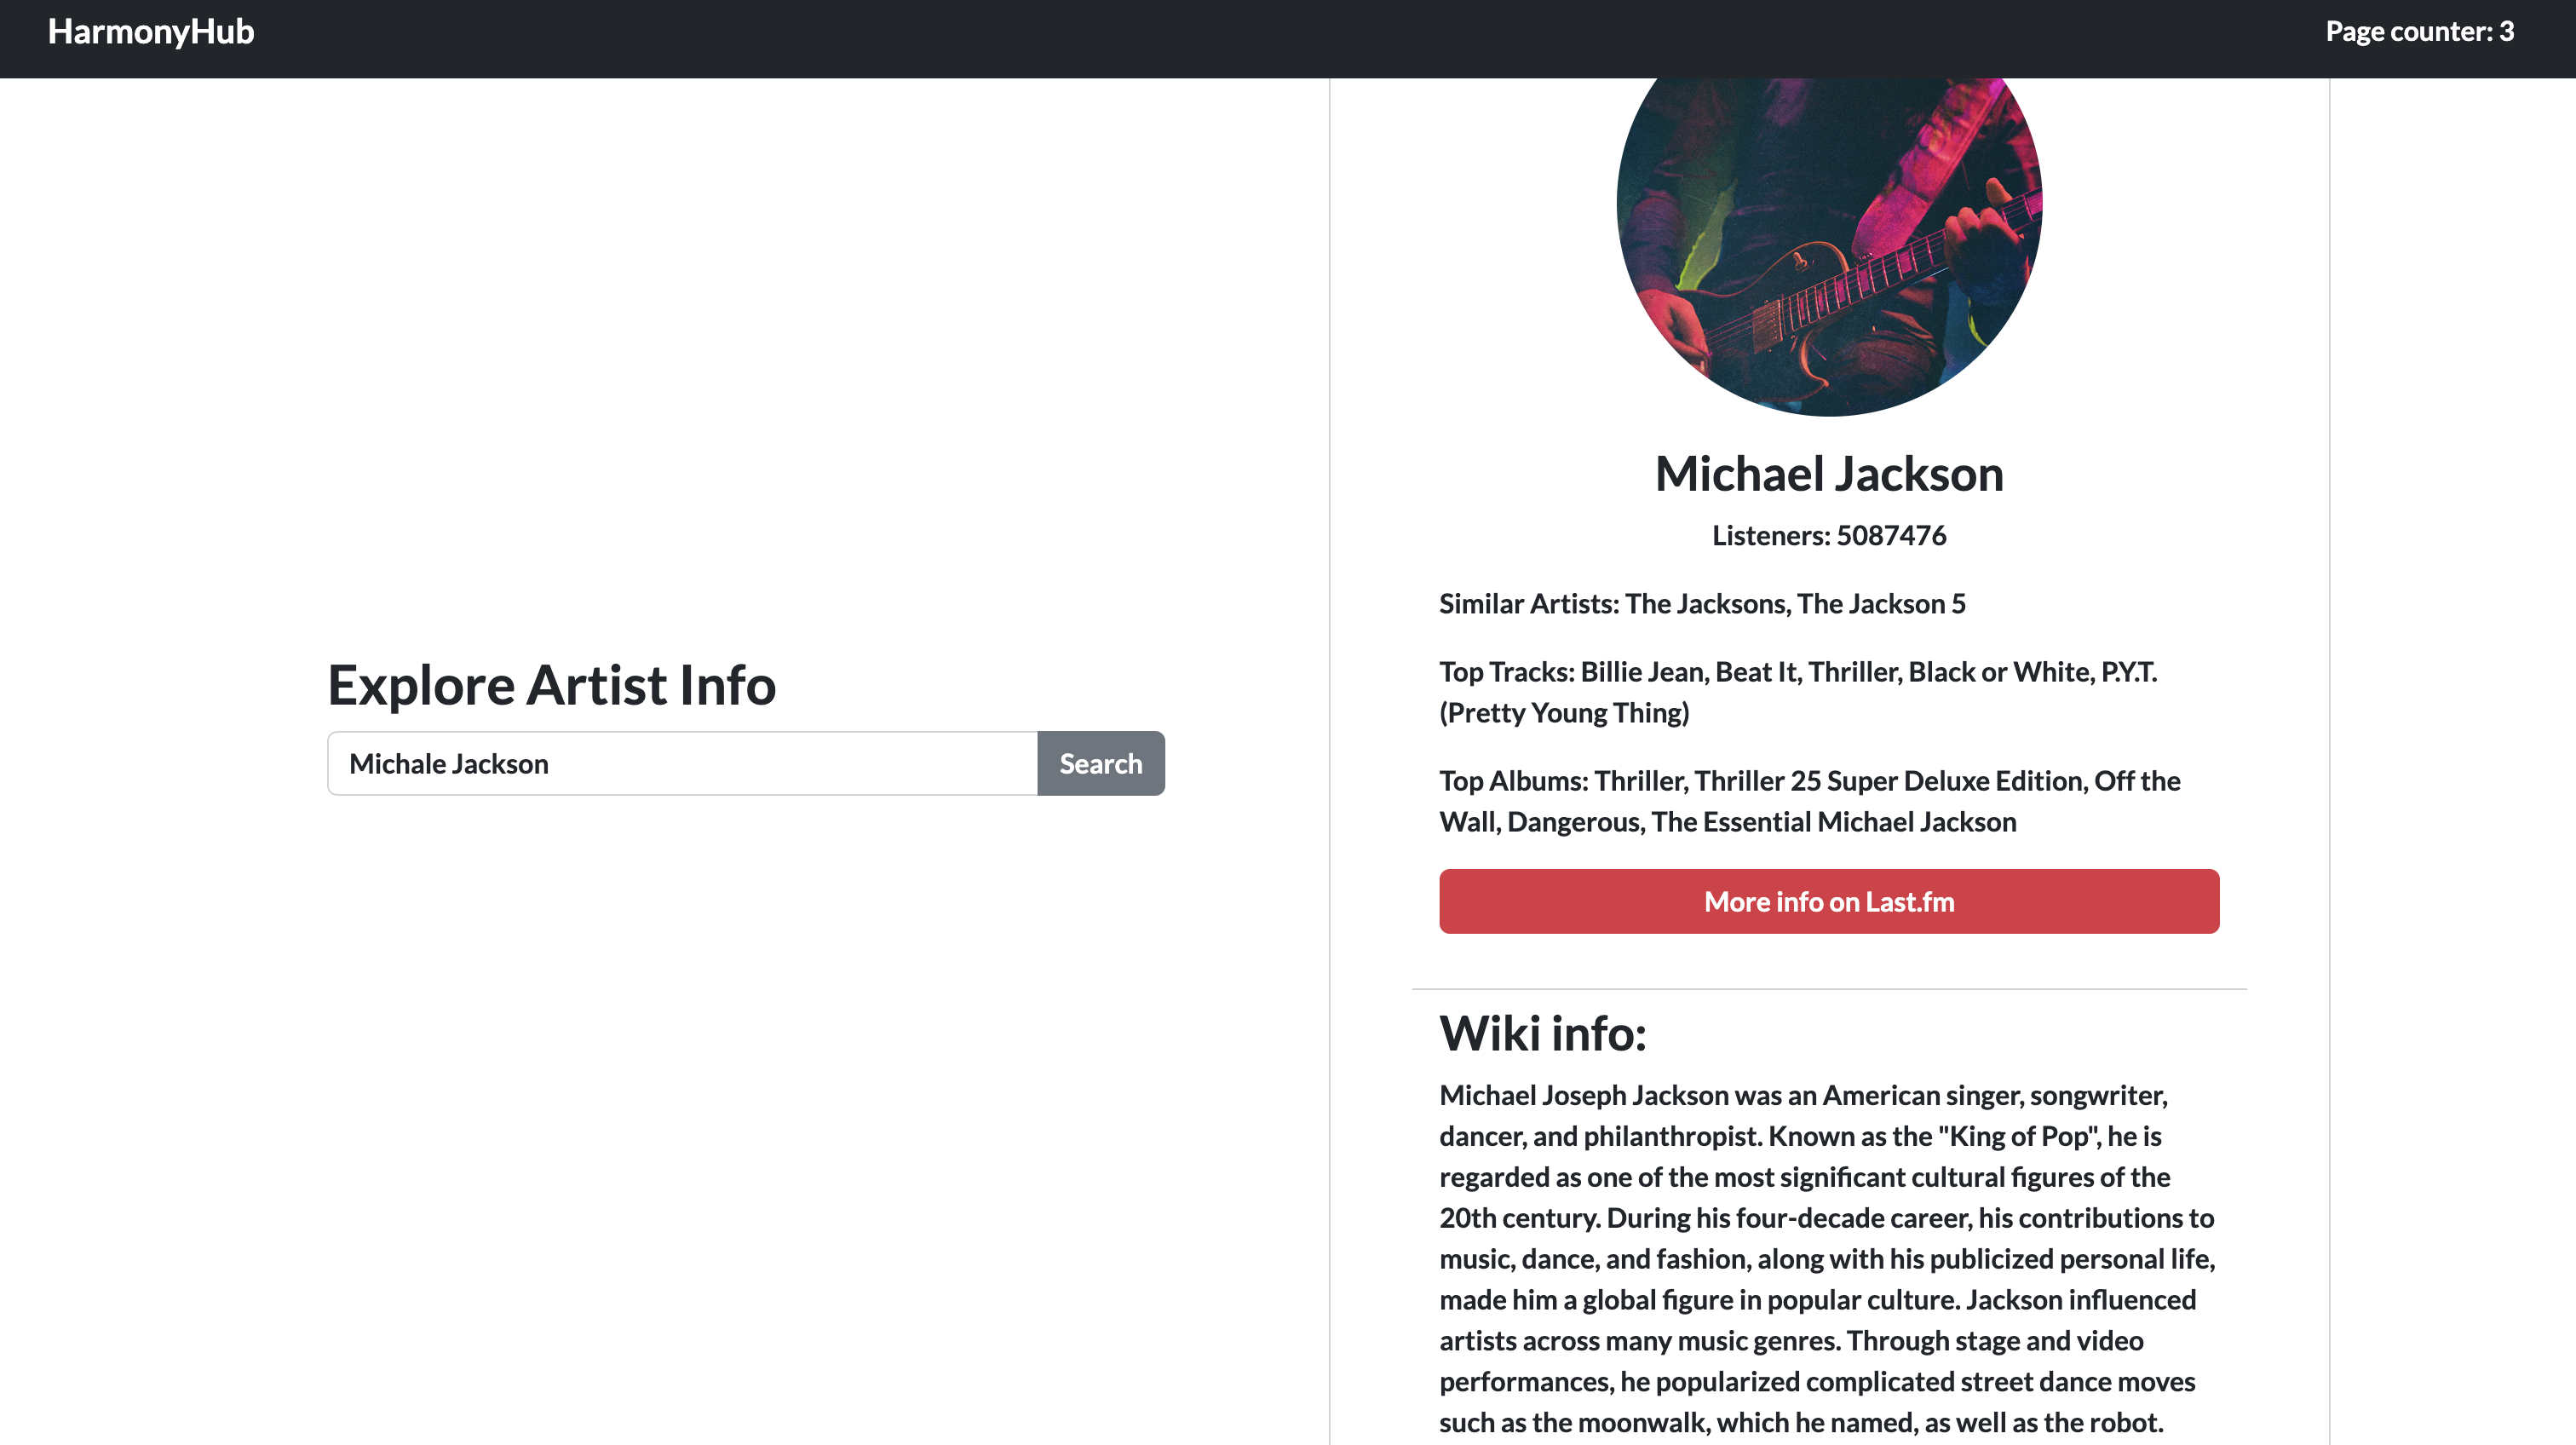 HarmonyHub
Page counter: 3
Explore Artist Info
Michale Jackson
Search
Michael Jackson
Listeners: 5087476
Similar Artists: The Jacksons, The Jackson 5
Top Tracks: Billie Jean, Beat It, Thriller, Black or White, P.Y.T.
(Pretty Young Thing)
Top Albums: Thriller, Thriller 25 Super Deluxe Edition, Off the
Wall, Dangerous, The Essential Michael Jackson
More info on Last.fm
Wiki info:
Michael Joseph Jackson was an American singer, songwriter,
dancer, and philanthropist. Known as the "King of Pop", he is
regarded as one of the most significant cultural figures of the
20th century. During his four-decade career, his contributions to
music, dance, and fashion, along with his publicized personal life,
made him a global figure in popular culture. Jackson influenced
artists across many music genres. Through stage and video
performances, he popularized complicated street dance moves
such as the moonwalk, which he named, as well as the robot.